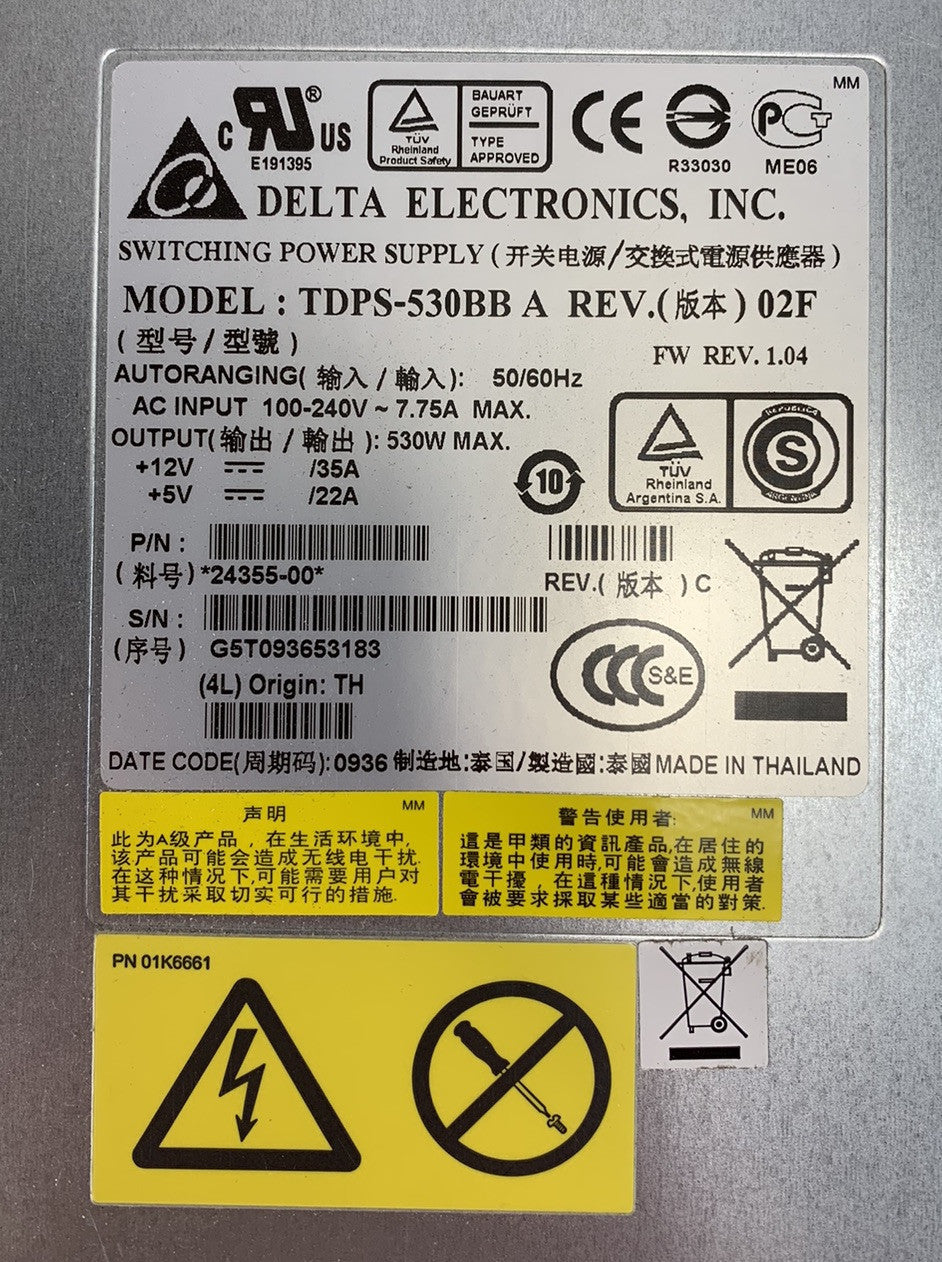 MM
C RU ® US
E191395
TÜV
Rheinland
Product Safety
BAUART
GEPRÜFT
TYPE
APPROVED
CE
R33030
PCT
ME06
DELTA ELECTRONICS, INC.
SWITCHING POWER SUPPLY (开关电源/交換式電源供應器)
MODEL : TDPS-530BB A REV.(版本) 02F
(型号/型號)
FW REV. 1.04
AUTORANGING(输入/輸入): 50/60Hz
AC INPUT 100-240V ~ 7.75A MAX.
OUTPUT(输出/輸出): 530W MAX.
+12V /35A
+5V /22A
10
TÜV
Rheinland
Argentina S.A.
REPUBLICA
S
ARGENTINA
P/N :
(料号)*24355-00*
REV.(版本) C
S/N :
(序号) G5T093653183
CCC S&E
(4L) Origin: TH
DATE CODE(周期码):0936 制造地:泰国/製造國:泰國 MADE IN THAILAND
声明 MM
此为A级产品，在生活环境中,
该产品可能会造成无线电干扰.
在这种情况下,可能需要用户对
其干扰采取切实可行的措施.
警告使用者: MM
這是甲類的資訊產品,在居住的
環境中使用時,可能會造成無線
電干擾，在這種情況下,使用者
會被要求採取某些適當的對策.
PN 01K6661